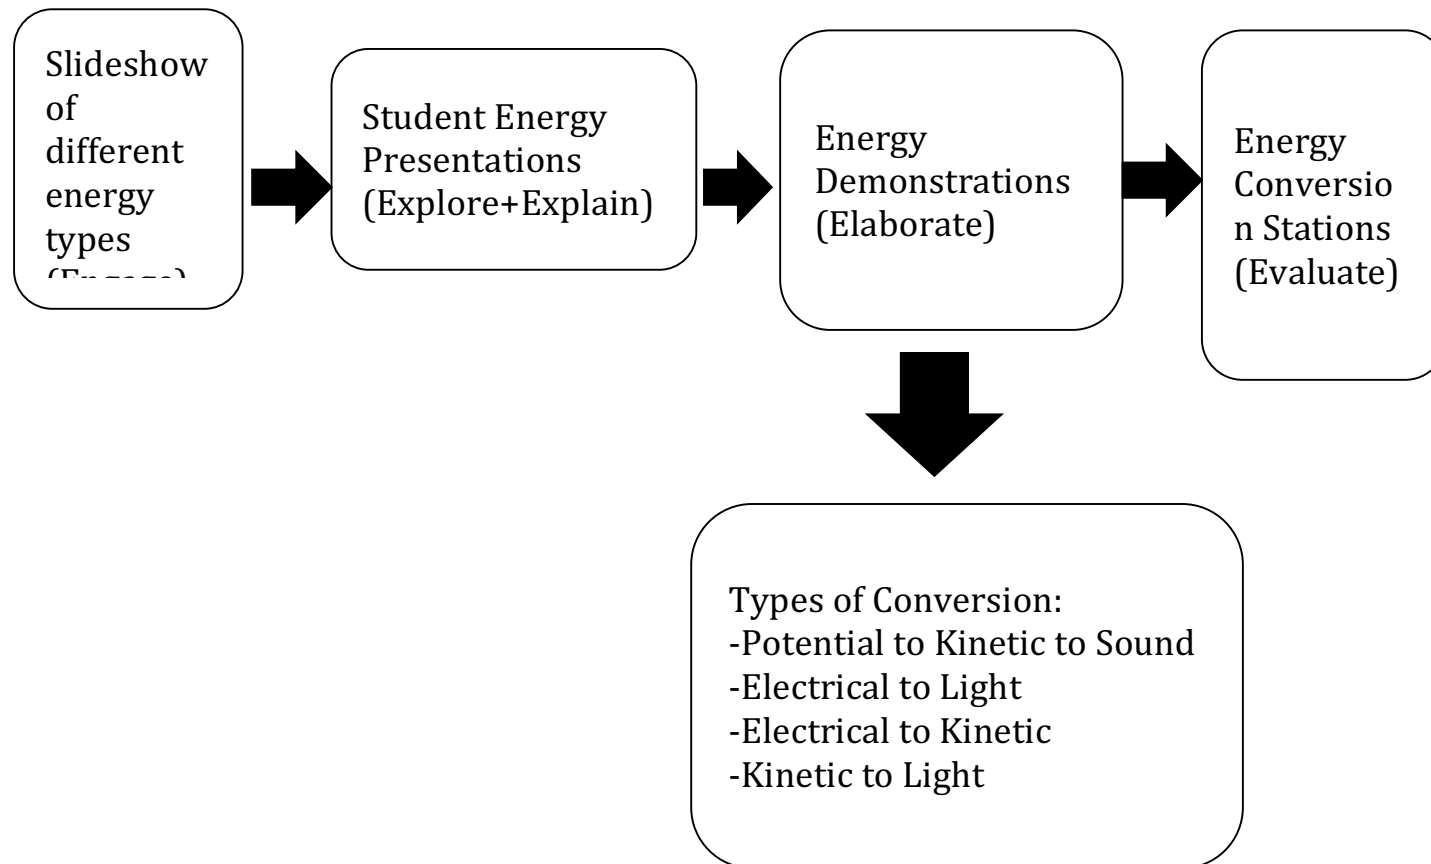 Slideshow
of
different
energy
types
(Engage)
Student Energy
Presentations
(Explore+Explain)
Energy
Demonstrations
(Elaborate)
Energy
Conversio
n Stations
(Evaluate)
Types of Conversion:
-Potential to Kinetic to Sound
-Electrical to Light
-Electrical to Kinetic
-Kinetic to Light